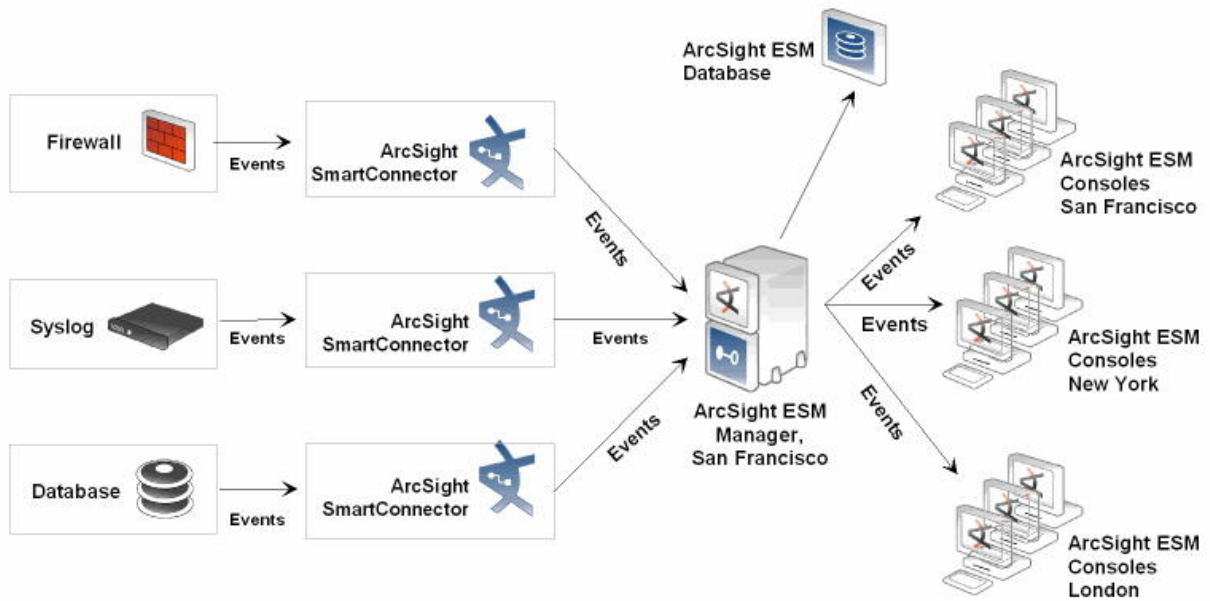 Firewall
Events
ArcSight
SmartConnector
Syslog
Events
ArcSight
SmartConnector
Database
Events
ArcSight
SmartConnector
Events
Events
Events
ArcSight ESM
Database
ArcSight ESM
Manager,
San Francisco
Events
Events
Events
ArcSight ESM
Consoles
San Francisco
ArcSight ESM
Consoles
New York
ArcSight ESM
Consoles
London